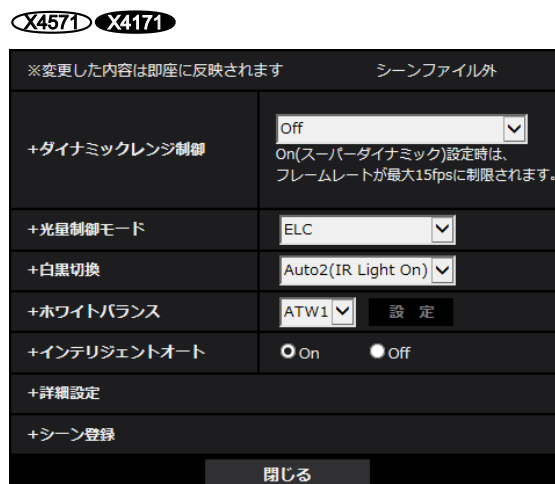 X4571 X4171
※変更した内容は即座に反映されます シーンファイル外
+ダイナミックレンジ制御
Off
On(スーパーダイナミック)設定時は、
フレームレートが最大15fpsに制限されます。
+光量制御モード ELC
+白黒切換 Auto2(IR Light On)
+ホワイトバランス ATW1 設 定
+インテリジェントオート On Off
+詳細設定
+シーン登録
閉じる